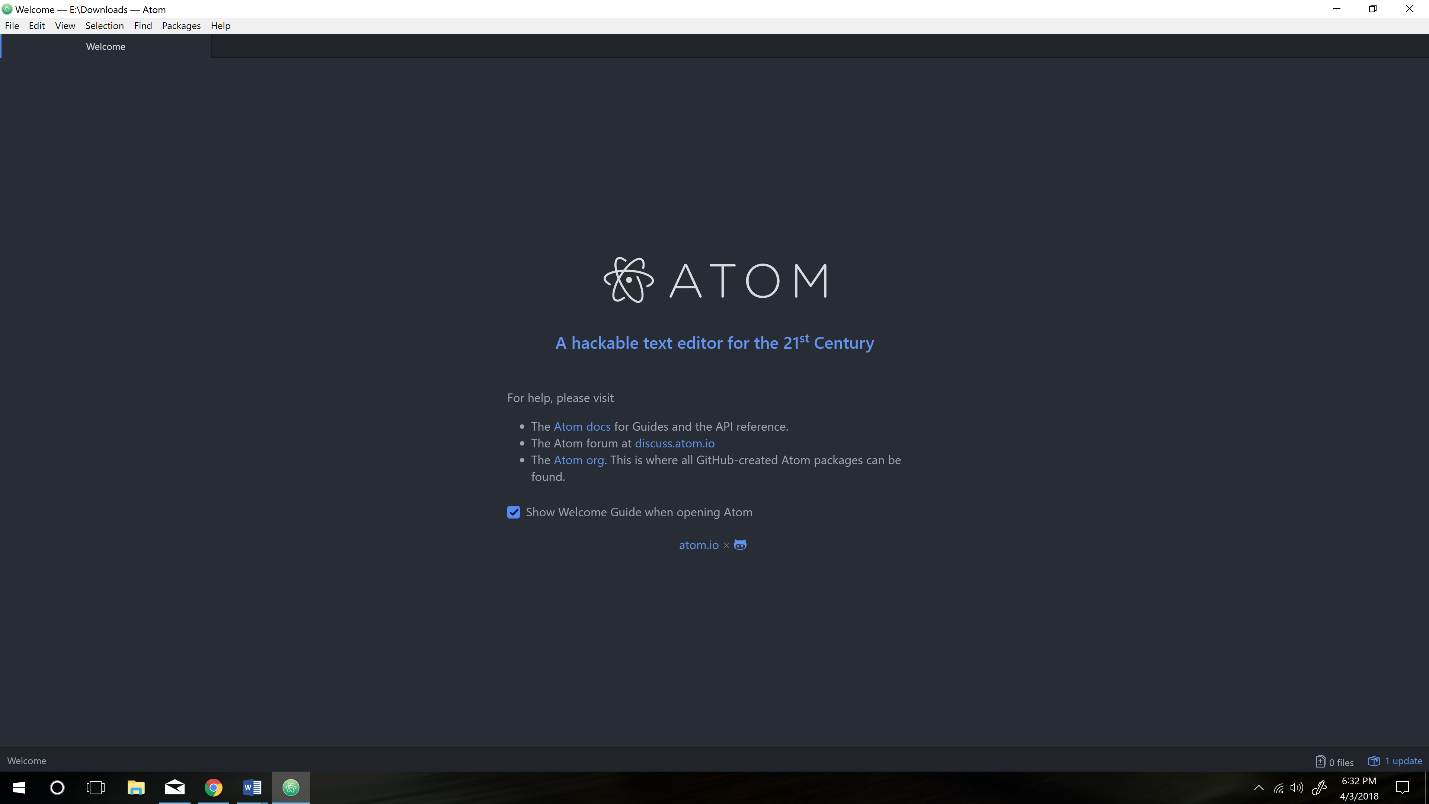 Welcome — E:\Downloads — Atom
File Edit View Selection Find Packages Help
Welcome
ATOM
A hackable text editor for the 21st Century
For help, please visit
• The Atom docs for Guides and the API reference.
• The Atom forum at discuss.atom.io
• The Atom org. This is where all GitHub-created Atom packages can be
found.
Show Welcome Guide when opening Atom
atom.io ×
Welcome 0 files 1 update
6:32 PM
4/3/2018